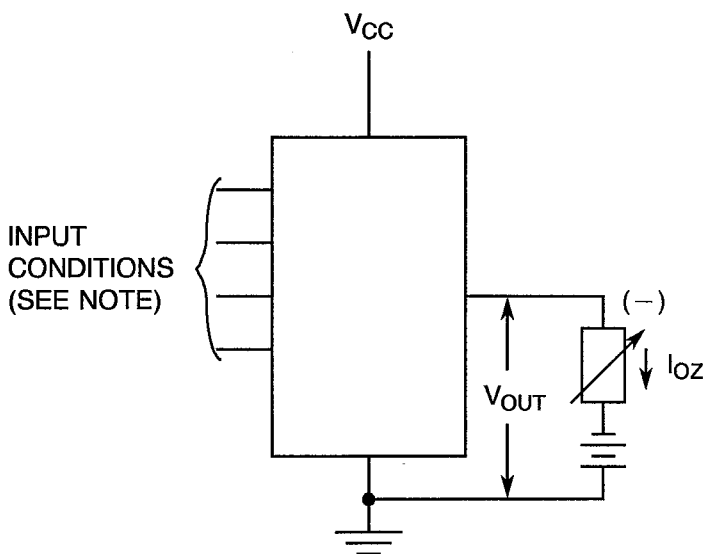 VCC
INPUT
CONDITIONS
(SEE NOTE)
(—)
IOZ
VOUT